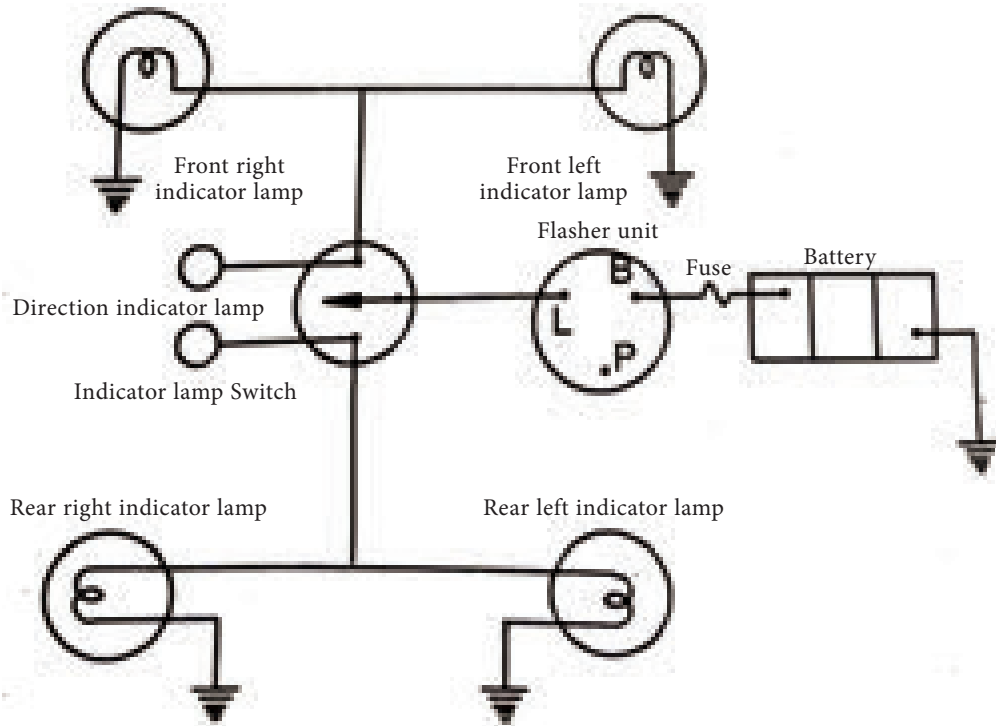 Front right
indicator lamp
Front left
indicator lamp
Flasher unit
B
Fuse
Battery
Direction indicator lamp
L
P
Indicator lamp Switch
Rear right indicator lamp
Rear left indicator lamp